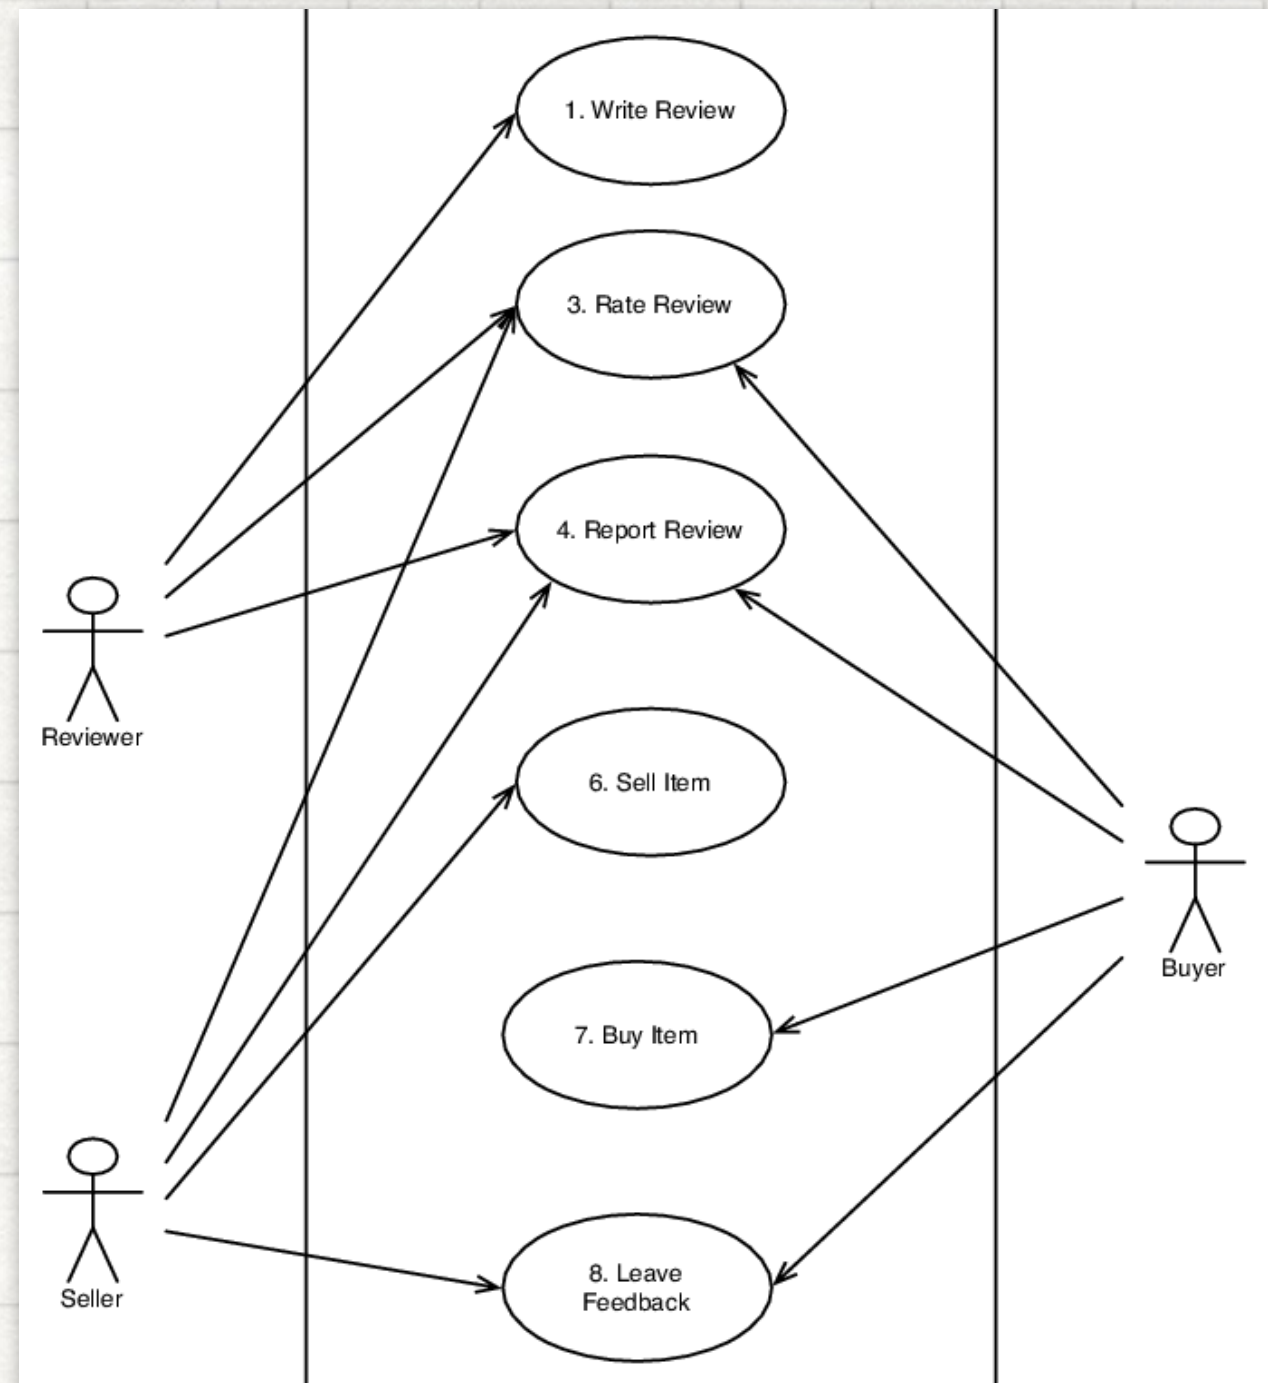 1. Write Review
3. Rate Review
4. Report Review
Reviewer
6. Sell Item
Buyer
7. Buy Item
8. Leave
Feedback
Seller